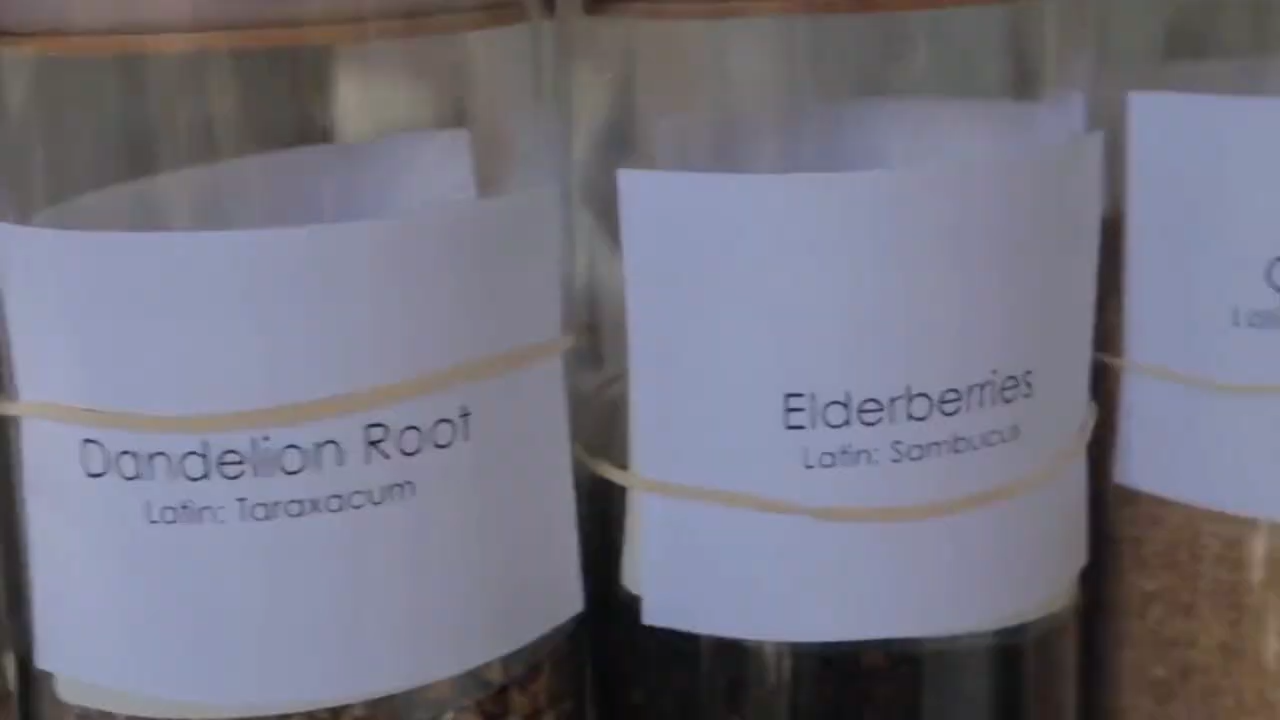 Dandelion Root
Latin: Taraxacum
Elderberries
Latin: Sambucus